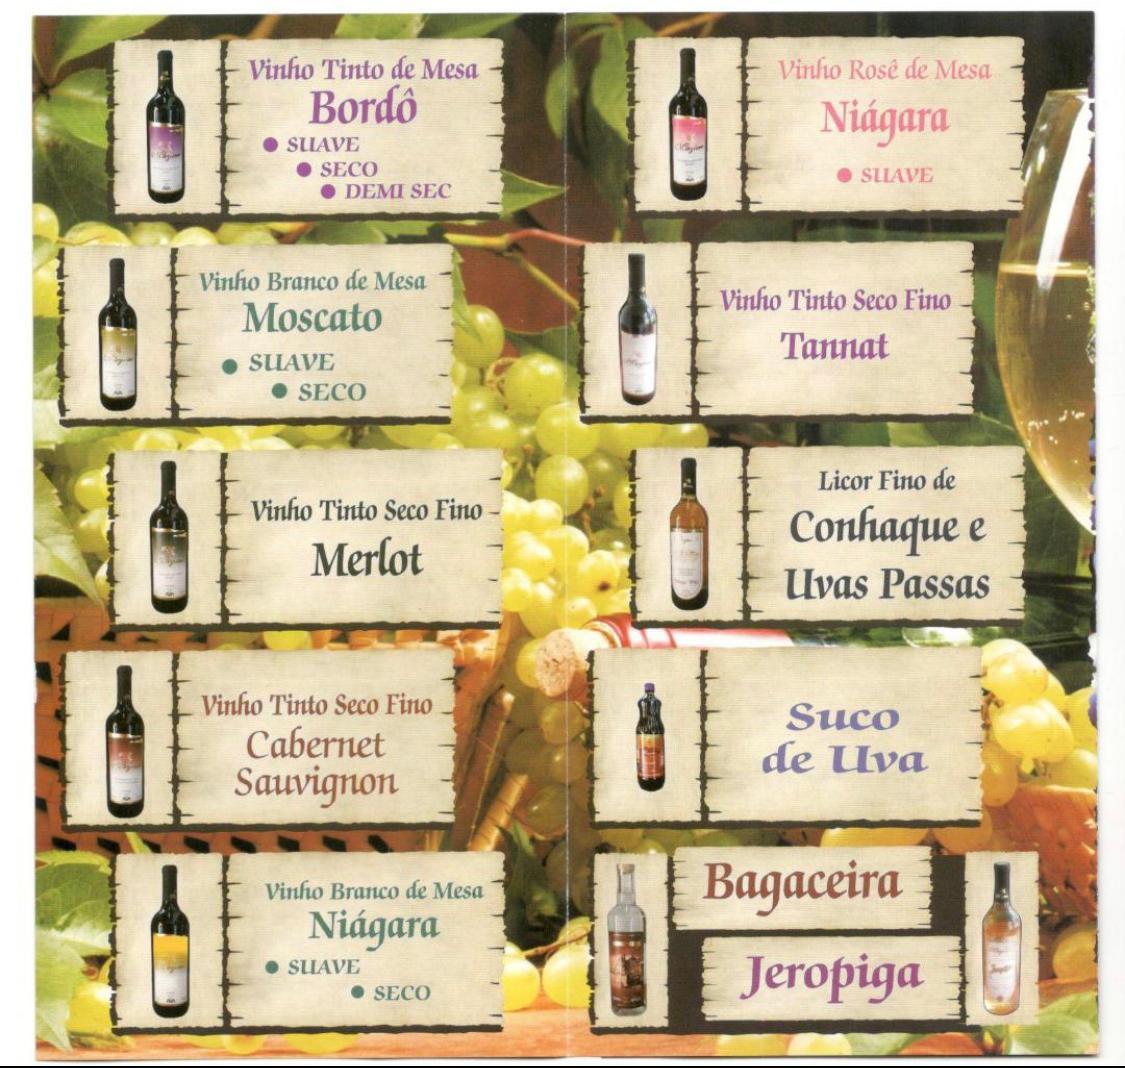 Vinho Tinto de Mesa
Bordô
● SUAVE
● SECO
● DEMI SEC
Vinho Branco de Mesa
Moscato
● SUAVE
● SECO
Vinho Tinto Seco Fino
Merlot
Vinho Tinto Seco Fino
Cabernet
Sauvignon
Vinho Branco de Mesa
Niágara
● SUAVE
● SECO
Vinho Rosê de Mesa
Niágara
● SUAVE
Vinho Tinto Seco Fino
Tannat
Licor Fino de
Conhaque e
Uvas Passas
Suco
de Uva
Bagaceira
Jeropiga